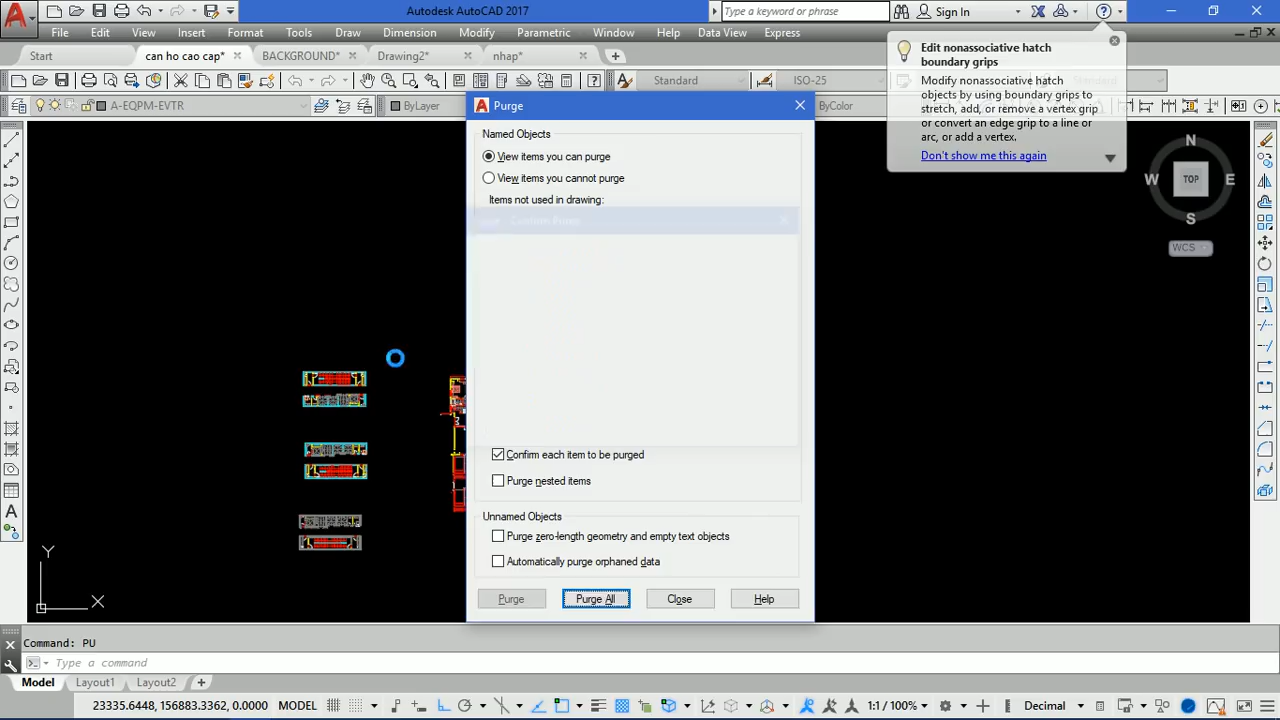 Autodesk AutoCAD 2017
Type a keyword or phrase
Sign In
File Edit View Insert Format Tools Draw Dimension Modify Parametric Window Help Data View Express
Start
can ho cao cap*
BACKGROUND*
Drawing2*
nhap*
Standard
ISO-25
A-EQPM-EVTR
ByLayer
ByColor
Edit nonassociative hatch
boundary grips
Modify nonassociative hatch
objects by using boundary grips to
stretch, add, or remove a vertex grip
or convert an edge grip to a line or
arc, or add a vertex.
Don't show me this again
N
W
TOP
E
S
WCS
Purge
Named Objects
View items you can purge
View items you cannot purge
Items not used in drawing:
Confirm each item to be purged
Purge nested items
Unnamed Objects
Purge zero-length geometry and empty text objects
Automatically purge orphaned data
Purge
Purge All
Close
Help
Y
X
Command: PU
Type a command
Model
Layout1
Layout2
23335.6448, 156883.3362, 0.0000
MODEL
1:1 / 100%
Decimal